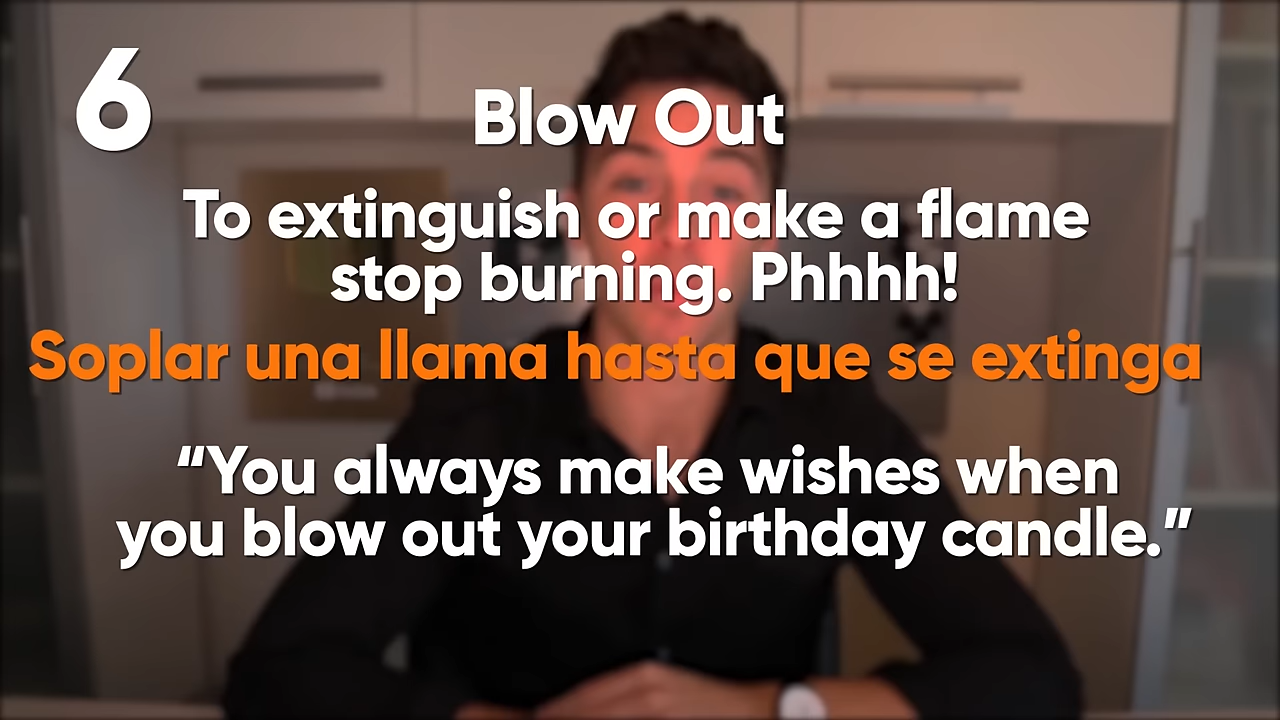 6
Blow Out
To extinguish or make a flame
stop burning. Phhhh!
Soplar una llama hasta que se extinga
“You always make wishes when
you blow out your birthday candle.”